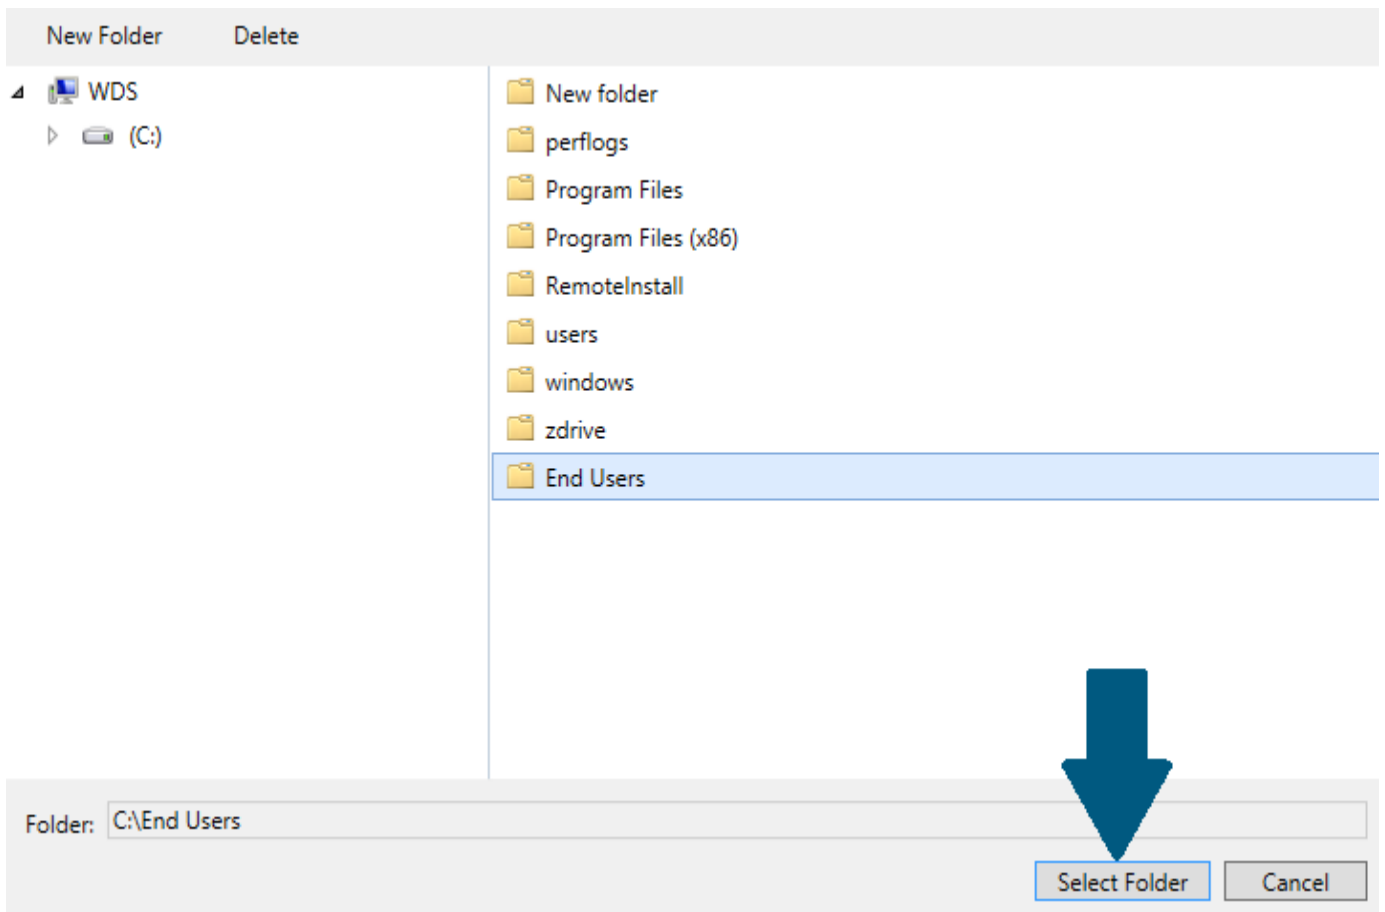 New Folder Delete
WDS
(C:)
New folder
perflogs
Program Files
Program Files (x86)
RemoteInstall
users
windows
zdrive
End Users
Folder: C:\End Users
Select Folder Cancel